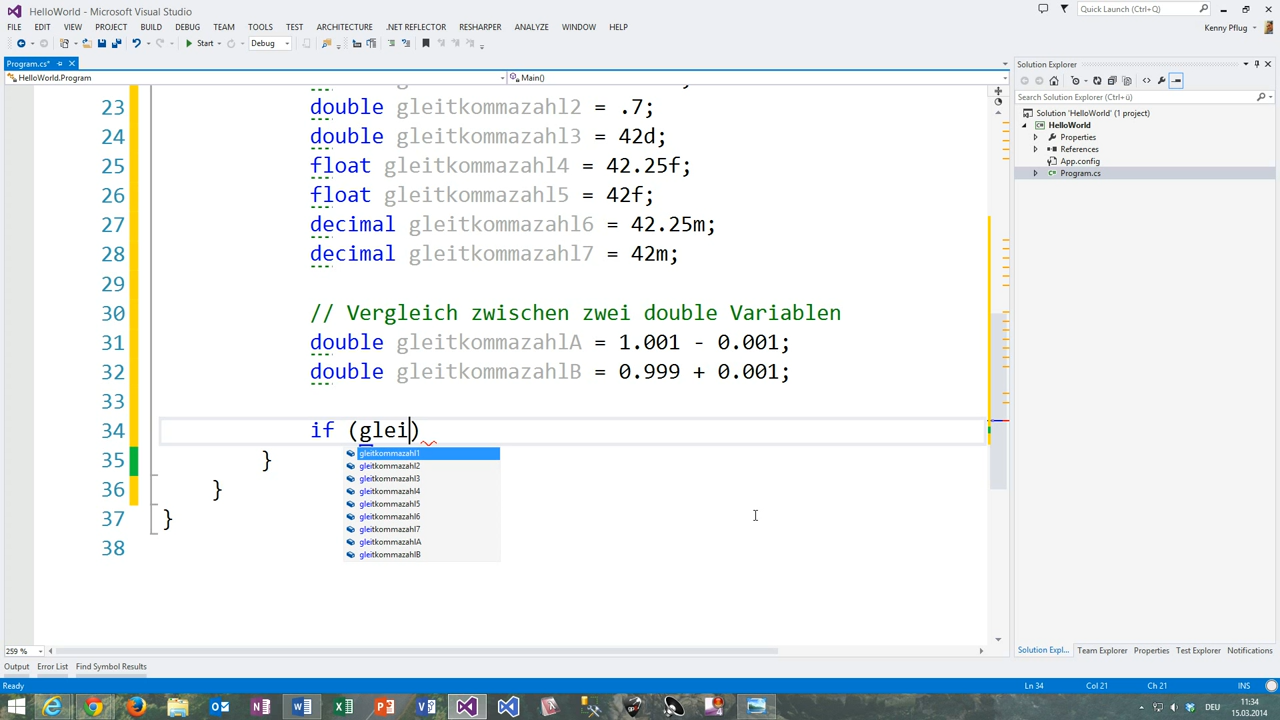 HelloWorld - Microsoft Visual Studio
Quick Launch (Ctrl+Q)
FILE EDIT VIEW PROJECT BUILD DEBUG TEAM TOOLS TEST ARCHITECTURE .NET REFLECTOR RESHARPER ANALYZE WINDOW HELP
Kenny Pflug
Start Debug
Program.cs*
HelloWorld.Program
Main()
23 double gleitkommazahl2 = .7;
24 double gleitkommazahl3 = 42d;
25 float gleitkommazahl4 = 42.25f;
26 float gleitkommazahl5 = 42f;
27 decimal gleitkommazahl6 = 42.25m;
28 decimal gleitkommazahl7 = 42m;
29
30 // Vergleich zwischen zwei double Variablen
31 double gleitkommazahlA = 1.001 - 0.001;
32 double gleitkommazahlB = 0.999 + 0.001;
33
34 if (glei)
35 }
36 }
37 }
38
gleitkommazahl1
gleitkommazahl2
gleitkommazahl3
gleitkommazahl4
gleitkommazahl5
gleitkommazahl6
gleitkommazahl7
gleitkommazahlA
gleitkommazahlB
259 %
Solution Explorer
Search Solution Explorer (Ctrl+ü)
Solution 'HelloWorld' (1 project)
HelloWorld
Properties
References
App.config
Program.cs
Solution Expl... Team Explorer Properties Test Explorer Notifications
Output Error List Find Symbol Results
Ready
Ln 34 Col 21 Ch 21 INS
DEU
11:34
15.03.2014